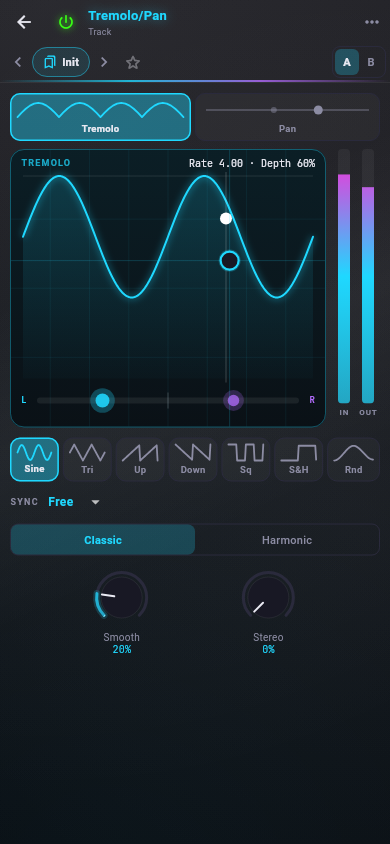 Tremolo/Pan
Track
Init
A
B
Tremolo
Pan
TREMOLO
Rate 4.00 · Depth 60%
L
R
IN
OUT
Sine
Tri
Up
Down
Sq
S&H
Rnd
SYNC
Free
Classic
Harmonic
Smooth
20%
Stereo
0%